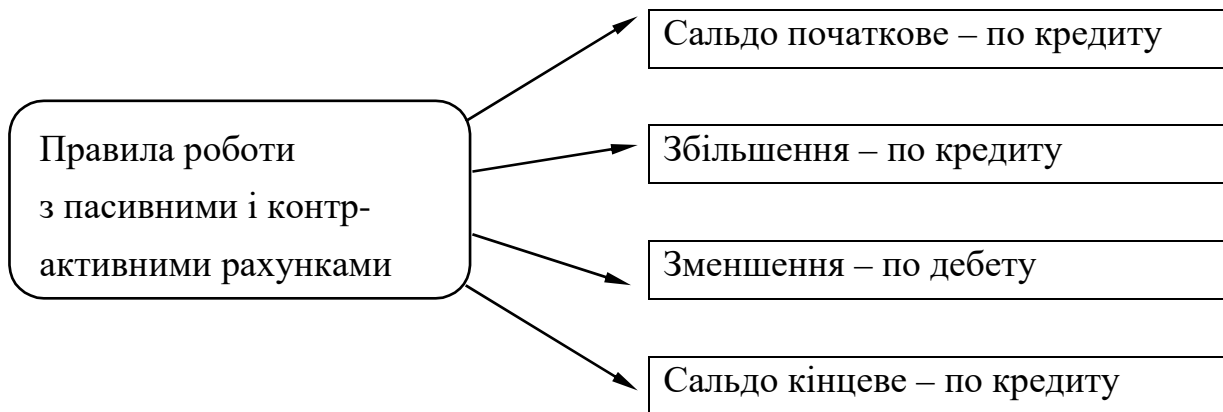 Сальдо початкове – по кредиту
Правила роботи
з пасивними і контр-
активними рахунками
Збільшення – по кредиту
Зменшення – по дебету
Сальдо кінцеве – по кредиту